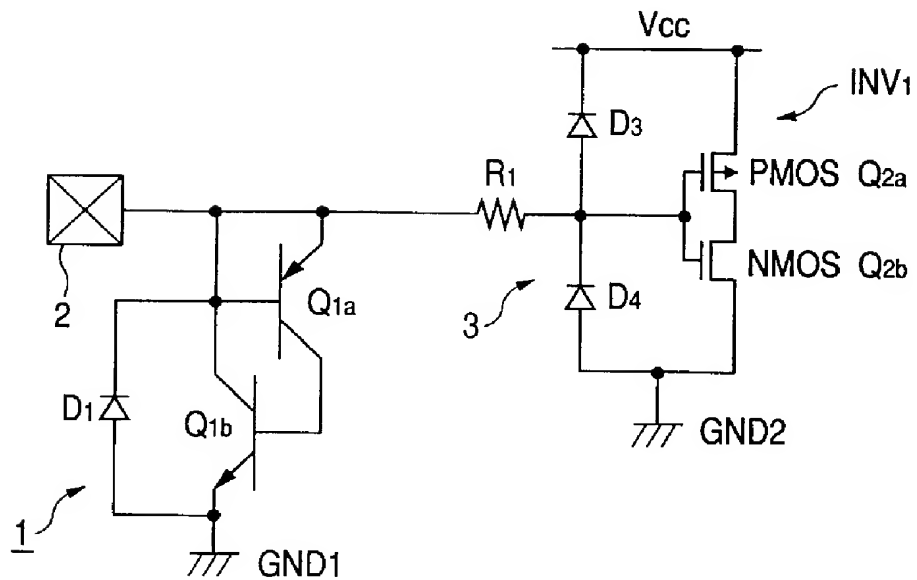 Vcc
INV1
D3
R1
PMOS Q2a
NMOS Q2b
2
Q1a
3
D4
D1
Q1b
GND2
1
GND1